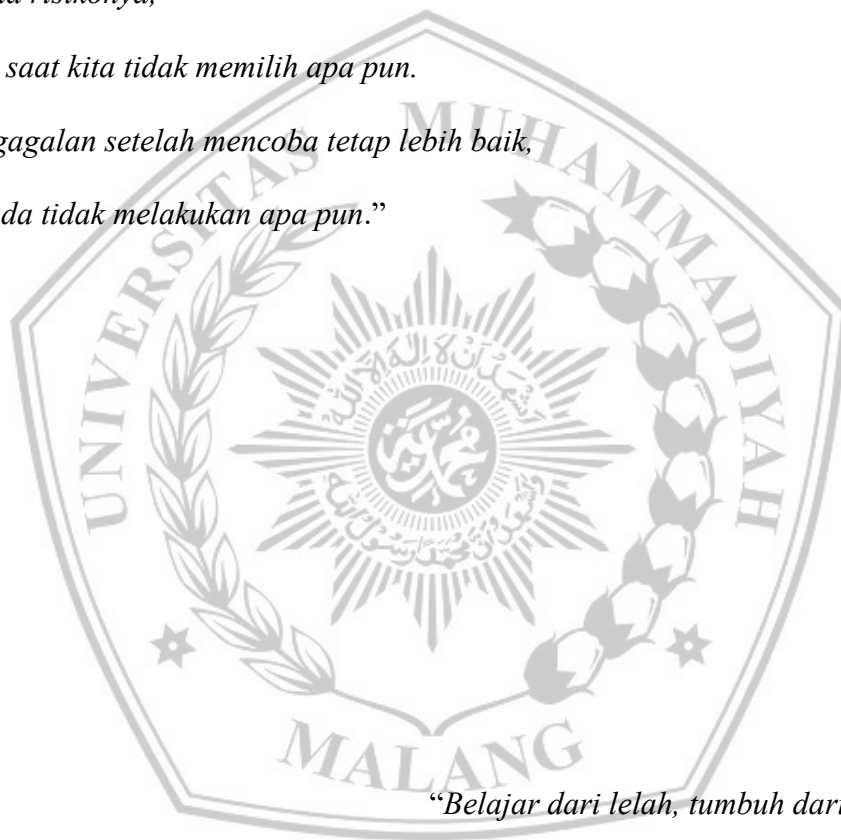 risikonya,
saat kita tidak memilih apa pun.
gagalan setelah mencoba tetap lebih baik,
da tidak melakukan apa pun.”
UNIVERSITAS MUHAMMADIYAH
MALANG
“Belajar dari lelah, tumbuh dari